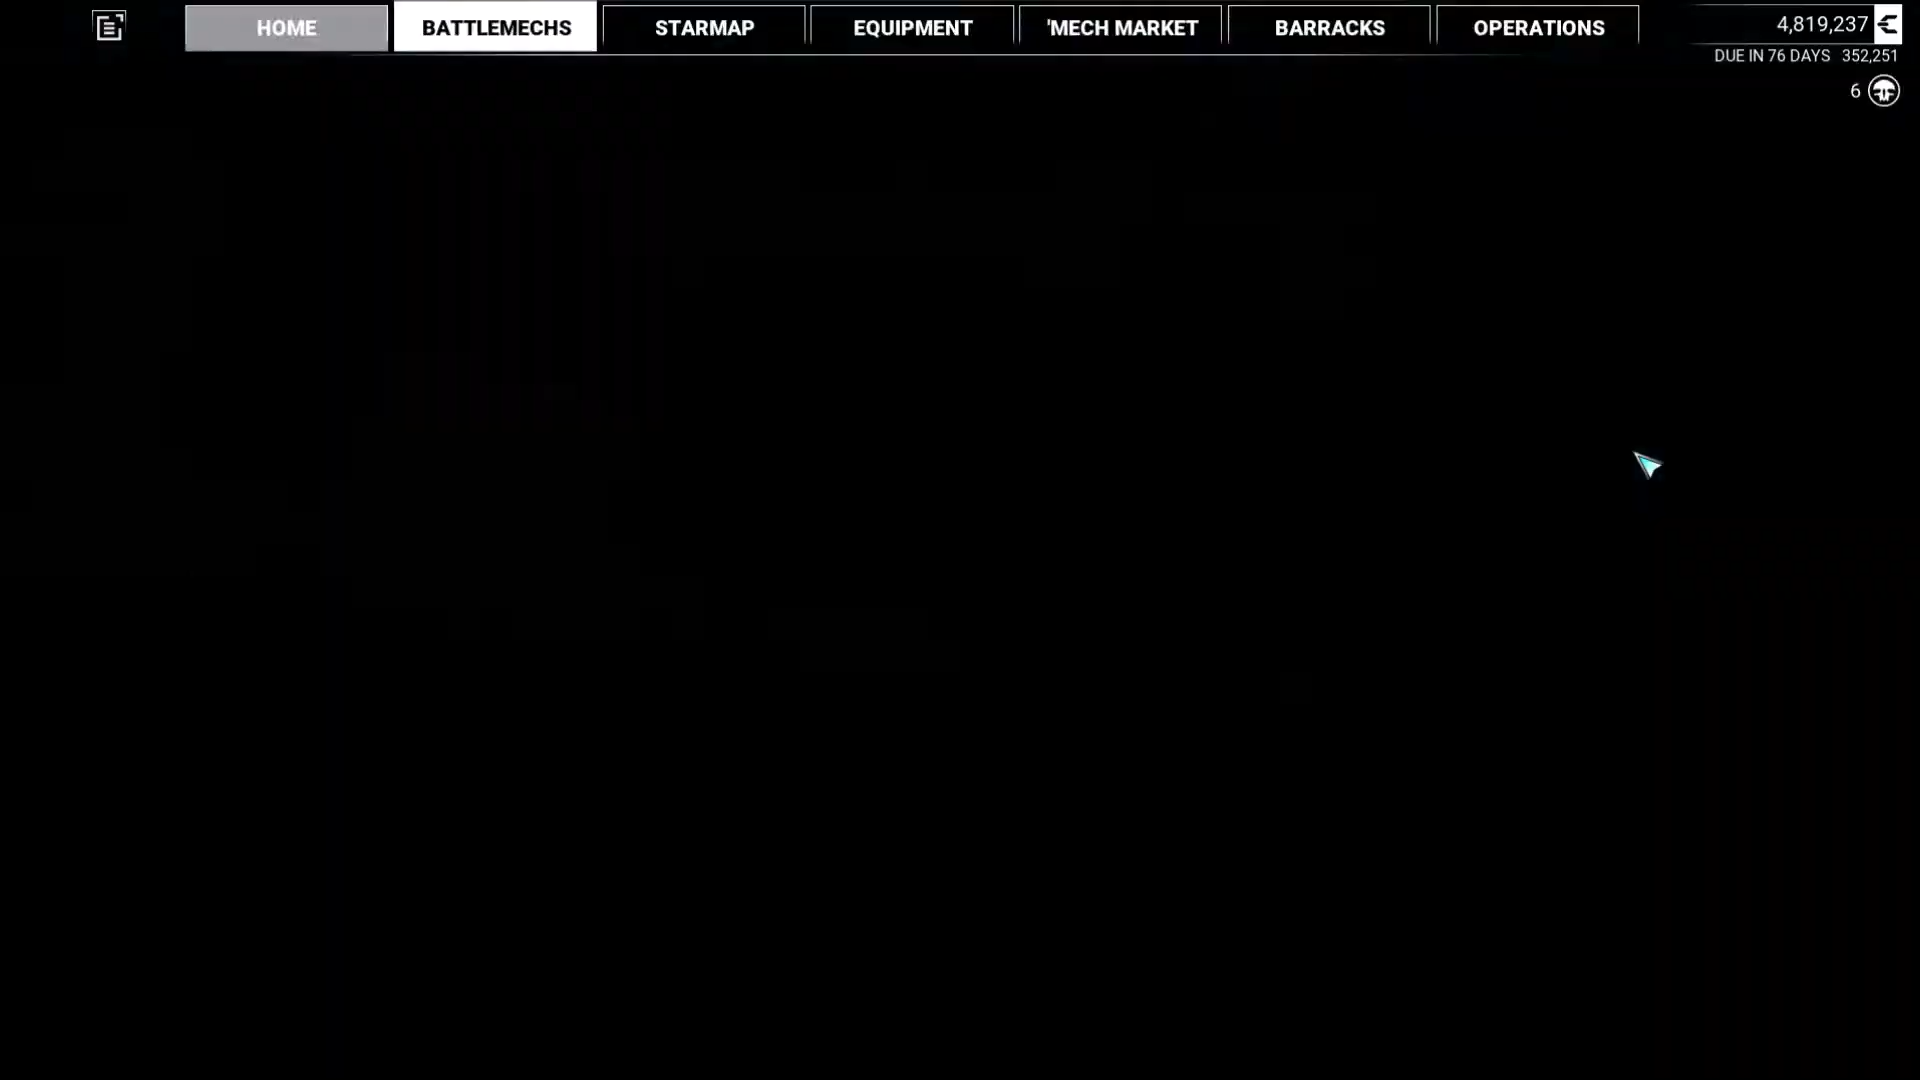 HOME
BATTLEMECHS
STARMAP
EQUIPMENT
'MECH MARKET
BARRACKS
OPERATIONS
4,819,237
DUE IN 76 DAYS 352,251
6